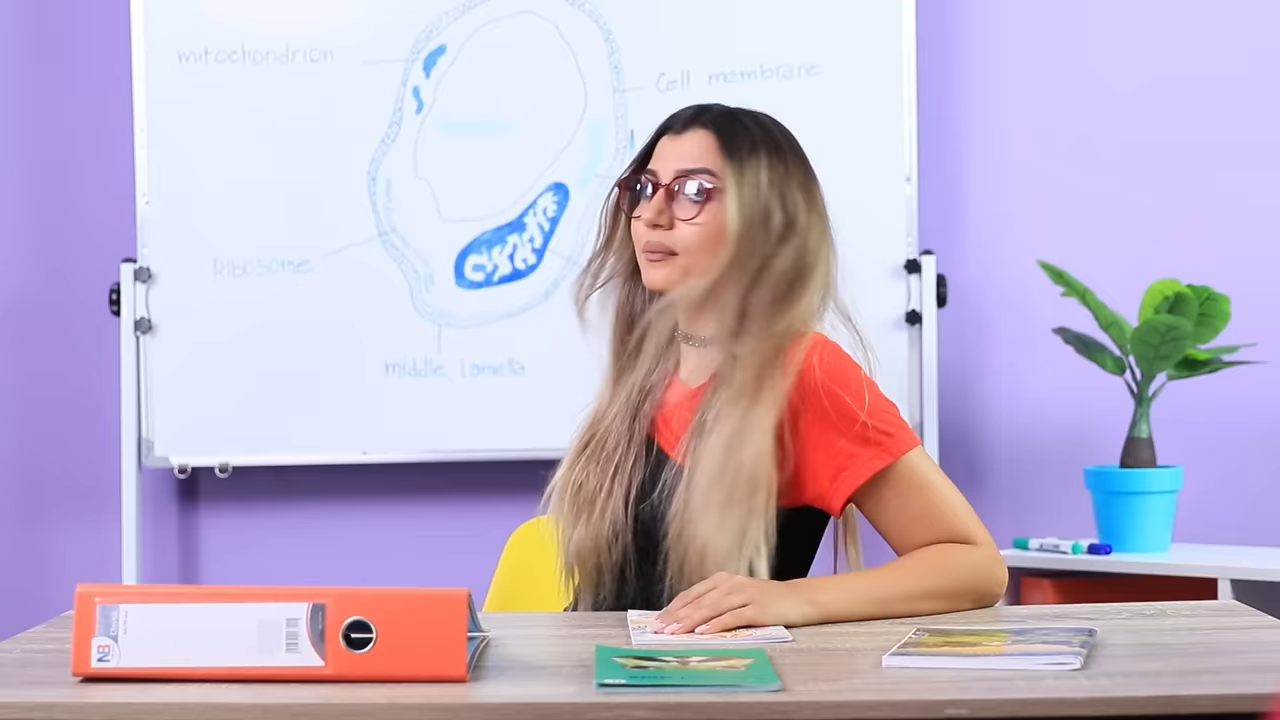 mitochondrion
Cell membrane
Ribosome
middle lamella
NB